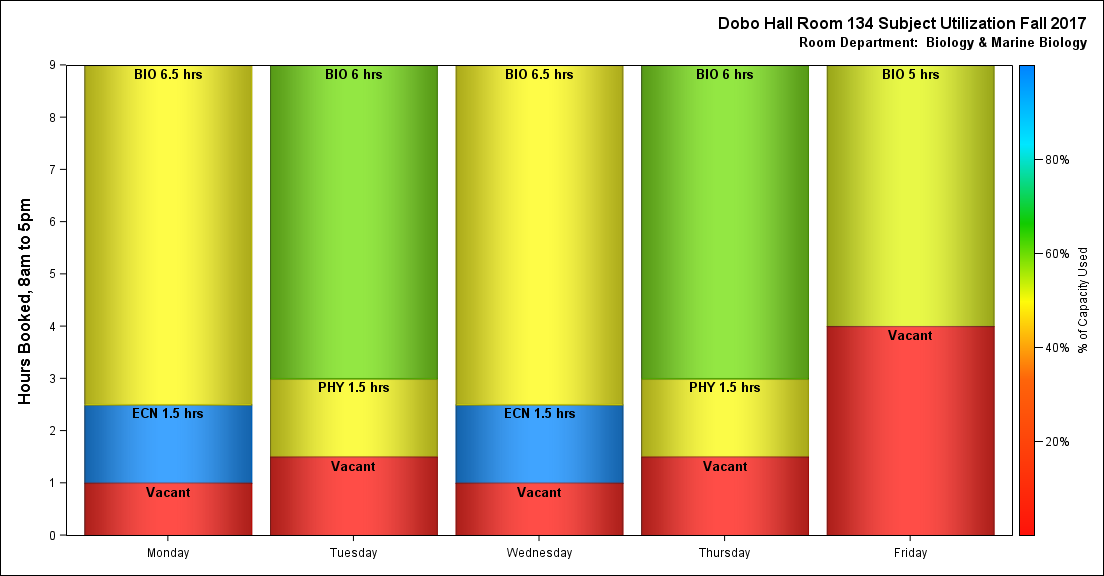 Dobo Hall Room 134 Subject Utilization Fall 2017
Room Department: Biology & Marine Biology
Hours Booked, 8am to 5pm
9
8
7
6
5
4
3
2
1
0
BIO 6.5 hrs
ECN 1.5 hrs
Vacant
Monday
BIO 6 hrs
PHY 1.5 hrs
Vacant
Tuesday
BIO 6.5 hrs
ECN 1.5 hrs
Vacant
Wednesday
BIO 6 hrs
PHY 1.5 hrs
Vacant
Thursday
BIO 5 hrs
Vacant
Friday
80%
60%
40%
20%
% of Capacity Used